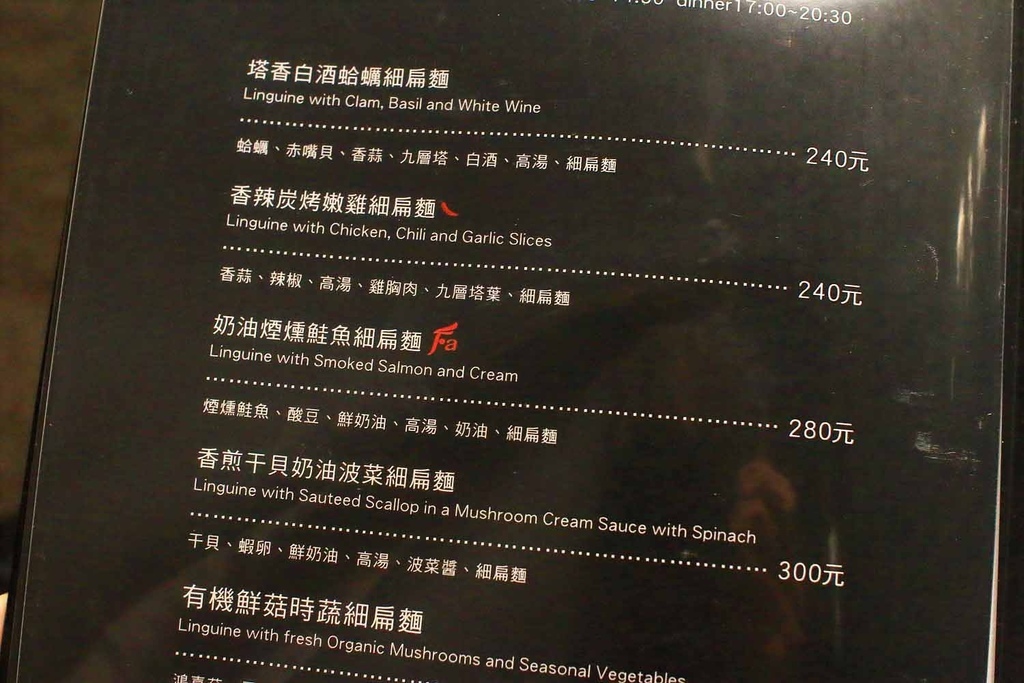 dinner17:00~20:30
塔香白酒蛤蠣細扁麵
Linguine with Clam, Basil and White Wine
240元
蛤蠣、赤嘴貝、香蒜、九層塔、白酒、高湯、細扁麵
香辣炭烤嫩雞細扁麵
Linguine with Chicken, Chili and Garlic Slices
240元
香蒜、辣椒、高湯、雞胸肉、九層塔葉、細扁麵
奶油煙燻鮭魚細扁麵 Fa
Linguine with Smoked Salmon and Cream
280元
煙燻鮭魚、酸豆、鮮奶油、高湯、奶油、細扁麵
香煎干貝奶油波菜細扁麵
Linguine with Sauteed Scallop in a Mushroom Cream Sauce with Spinach
300元
干貝、蝦卵、鮮奶油、高湯、波菜醬、細扁麵
有機鮮菇時蔬細扁麵
Linguine with fresh Organic Mushrooms and Seasonal Vegetables